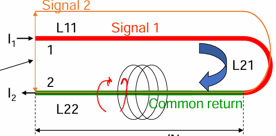 Signal 2
L11
Signal 1
I1
1
L21
2
I2
L22
Common return